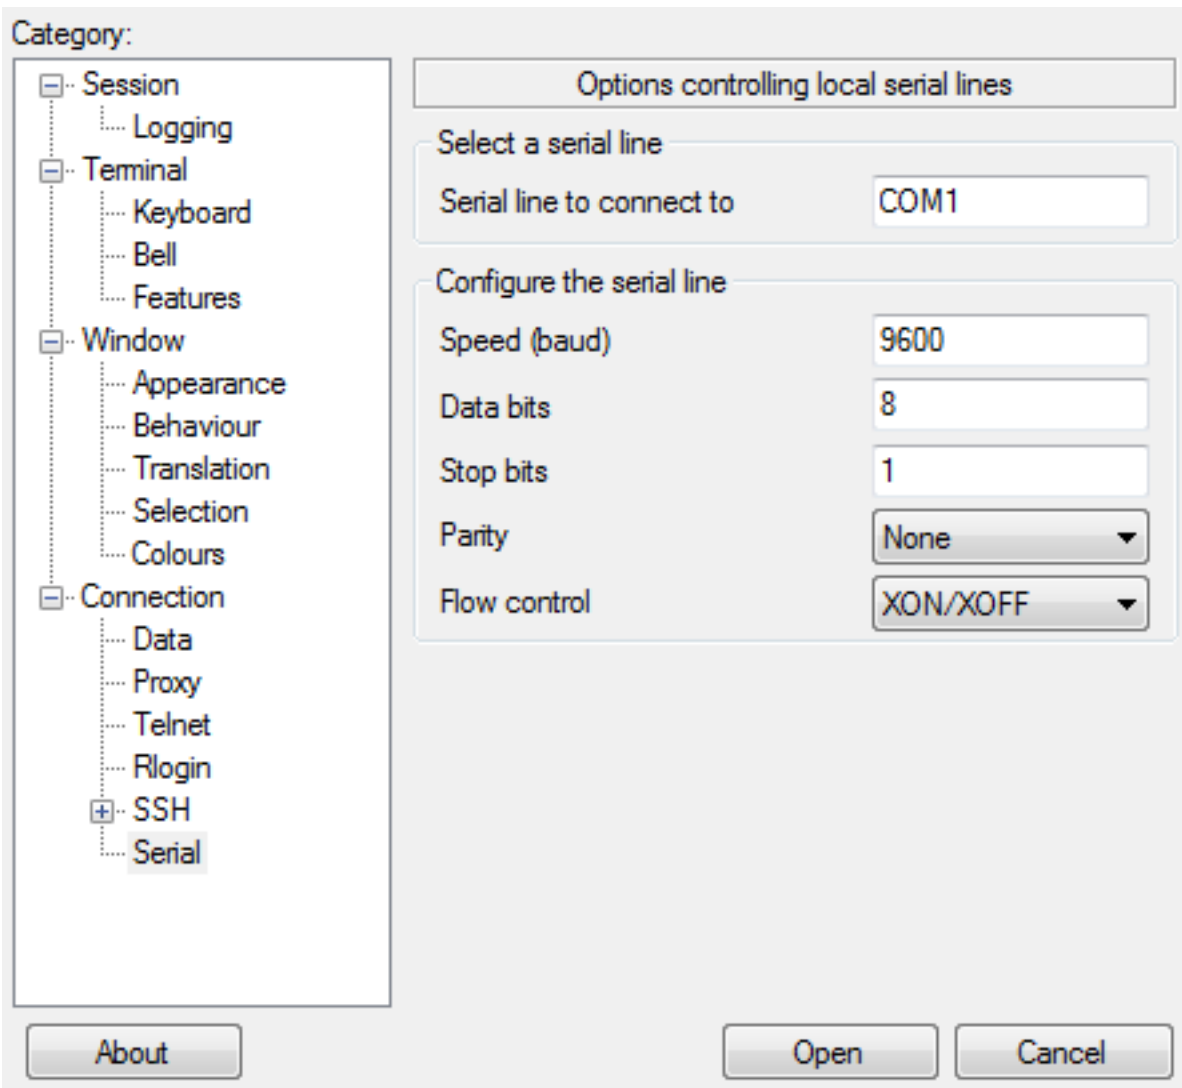 Category:
Session
Logging
Terminal
Keyboard
Bell
Features
Window
Appearance
Behaviour
Translation
Selection
Colours
Connection
Data
Proxy
Telnet
Rlogin
SSH
Serial
Options controlling local serial lines
Select a serial line
Serial line to connect to COM1
Configure the serial line
Speed (baud) 9600
Data bits 8
Stop bits 1
Parity None
Flow control XON/XOFF
About Open Cancel